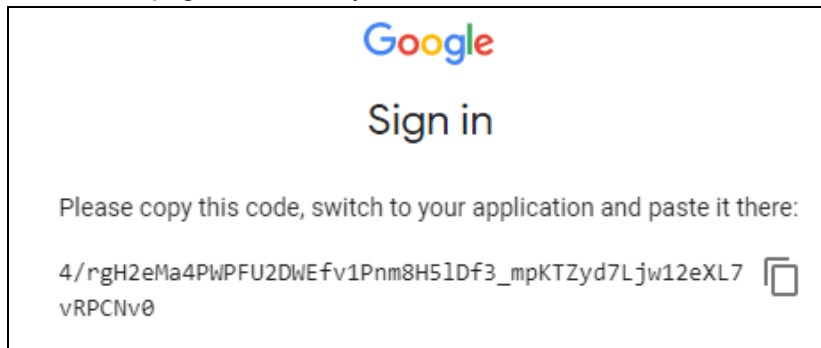 Google
Sign in
Please copy this code, switch to your application and paste it there:
4/rgH2eMa4PWPFU2DWEfv1Pnm8H5lDf3_mpKTZyd7Ljw12eXL7
vRPCNv0